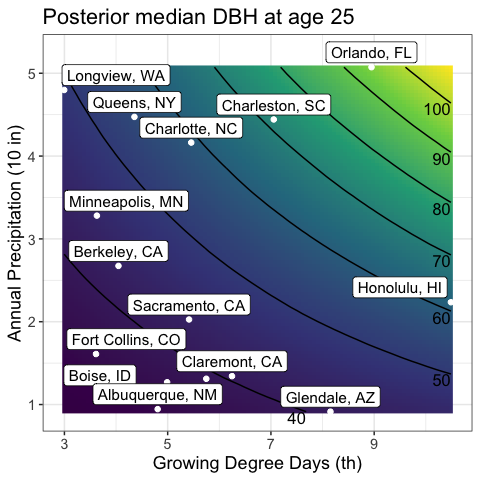 Posterior median DBH at age 25
Orlando, FL
Longview, WA
Queens, NY
Charleston, SC
Charlotte, NC
Minneapolis, MN
Berkeley, CA
Honolulu, HI
Sacramento, CA
Fort Collins, CO
Claremont, CA
Boise, ID
Albuquerque, NM
Glendale, AZ
100
90
80
70
60
50
40
5
4
3
2
1
Annual Precipitation (10 in)
3 5 7 9
Growing Degree Days (th)